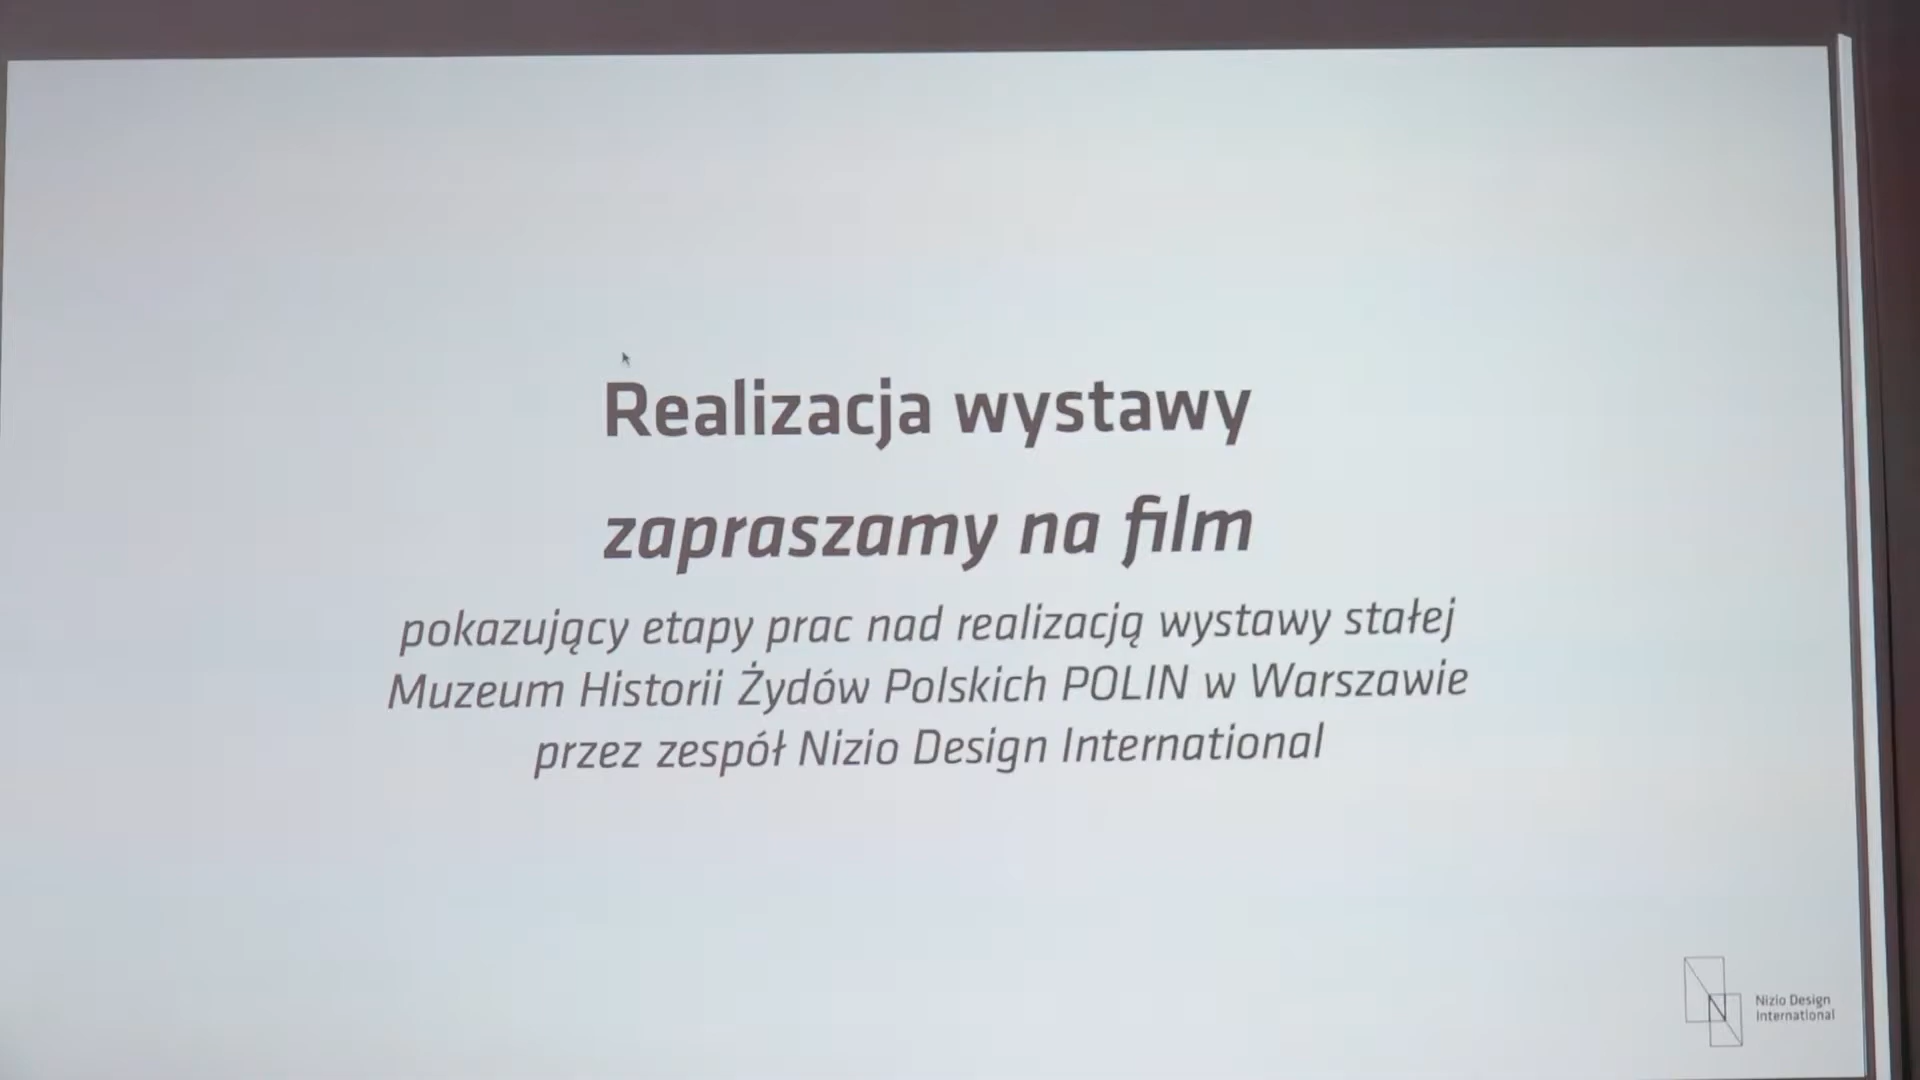 Realizacja wystawy
zapraszamy na film
pokazujący etapy prac nad realizacją wystawy stałej
Muzeum Historii Żydów Polskich POLIN w Warszawie
przez zespół Nizio Design International
Nizio Design
International